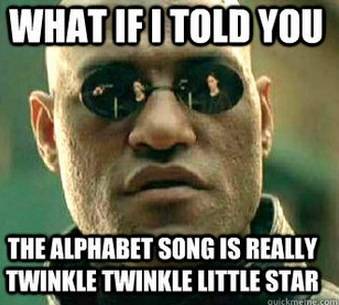 WHAT IF I TOLD YOU
THE ALPHABET SONG IS REALLY
TWINKLE TWINKLE LITTLE STAR
quickmeme.com